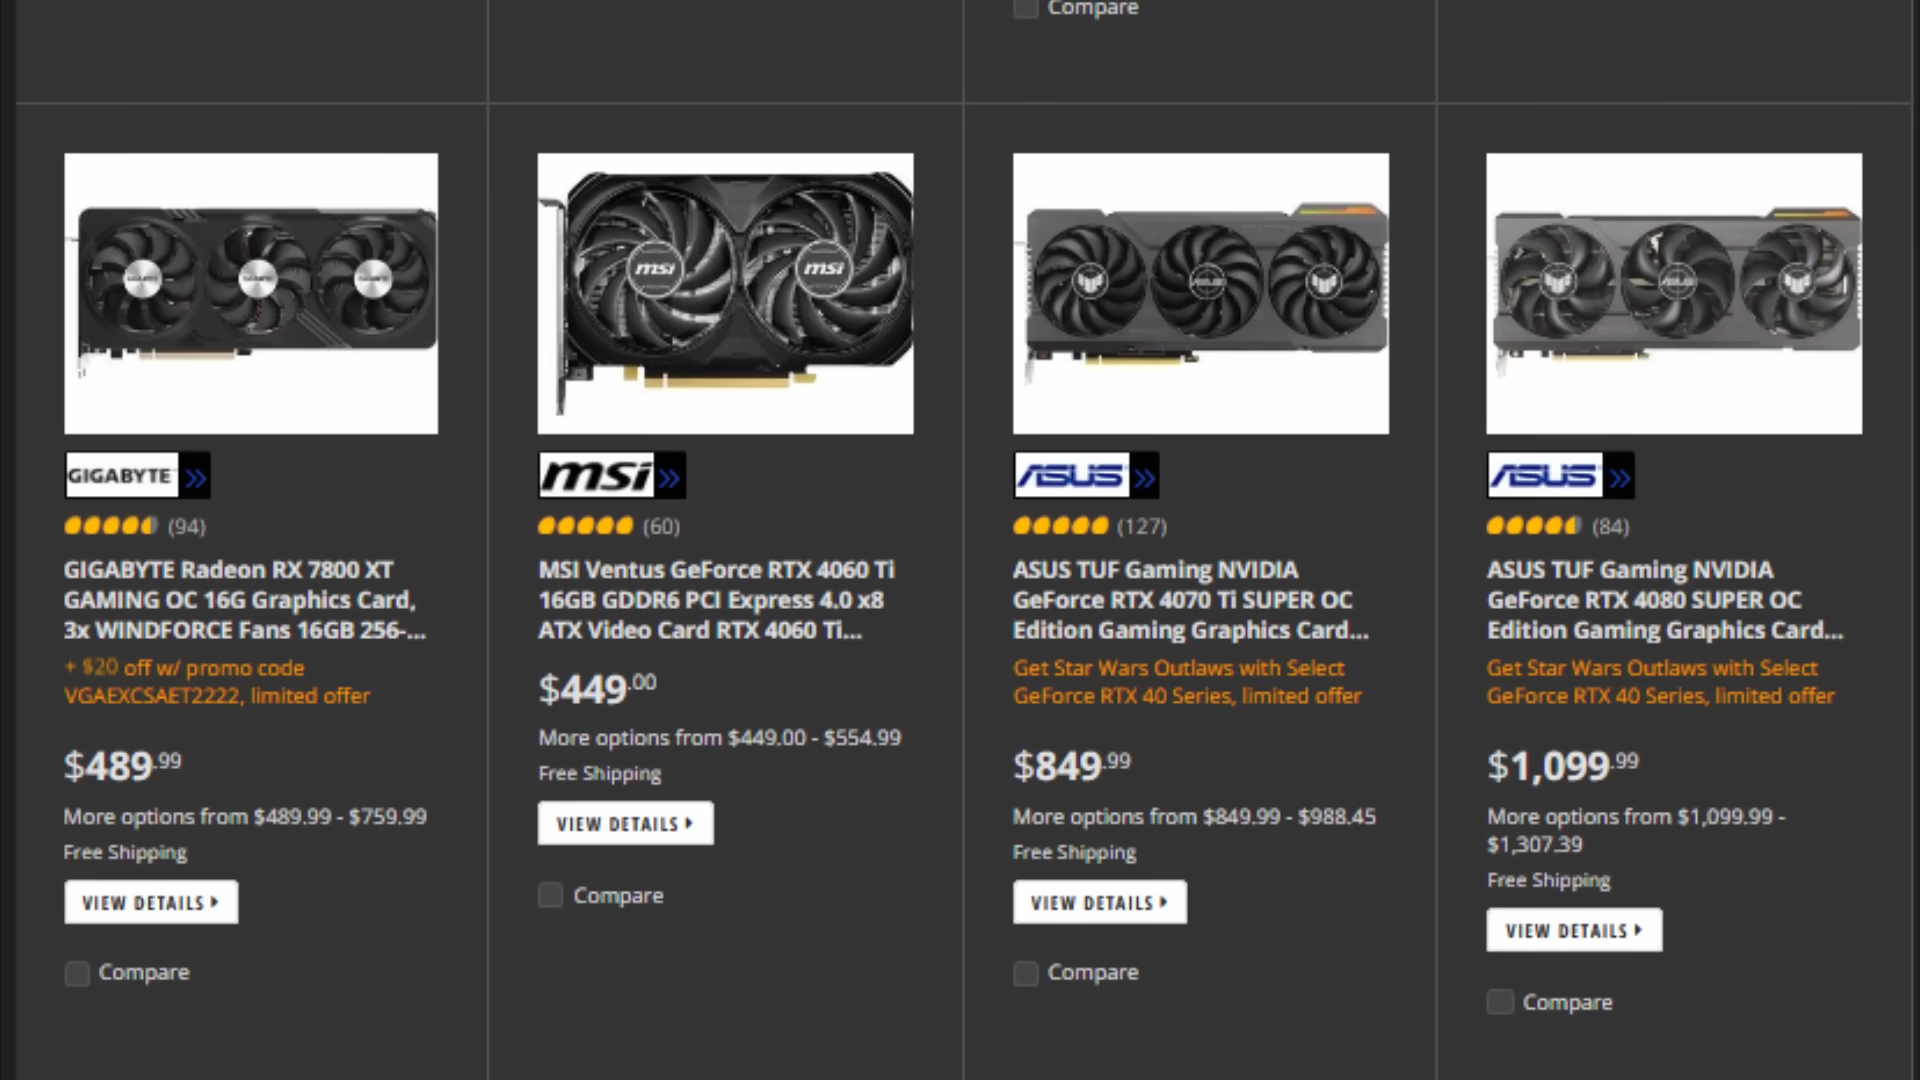 Compare
msi
msi
GIGABYTE
(94)
GIGABYTE Radeon RX 7800 XT
GAMING OC 16G Graphics Card,
3x WINDFORCE Fans 16GB 256-...
+ $20 off w/ promo code
VGAEXCSAET2222, limited offer
$489.99
More options from $489.99 - $759.99
Free Shipping
VIEW DETAILS
Compare
msi
(60)
MSI Ventus GeForce RTX 4060 Ti
16GB GDDR6 PCI Express 4.0 x8
ATX Video Card RTX 4060 Ti...
$449.00
More options from $449.00 - $554.99
Free Shipping
VIEW DETAILS
Compare
ASUS
(127)
ASUS TUF Gaming NVIDIA
GeForce RTX 4070 Ti SUPER OC
Edition Gaming Graphics Card...
Get Star Wars Outlaws with Select
GeForce RTX 40 Series, limited offer
$849.99
More options from $849.99 - $988.45
Free Shipping
VIEW DETAILS
Compare
ASUS
(84)
ASUS TUF Gaming NVIDIA
GeForce RTX 4080 SUPER OC
Edition Gaming Graphics Card...
Get Star Wars Outlaws with Select
GeForce RTX 40 Series, limited offer
$1,099.99
More options from $1,099.99 -
$1,307.39
Free Shipping
VIEW DETAILS
Compare